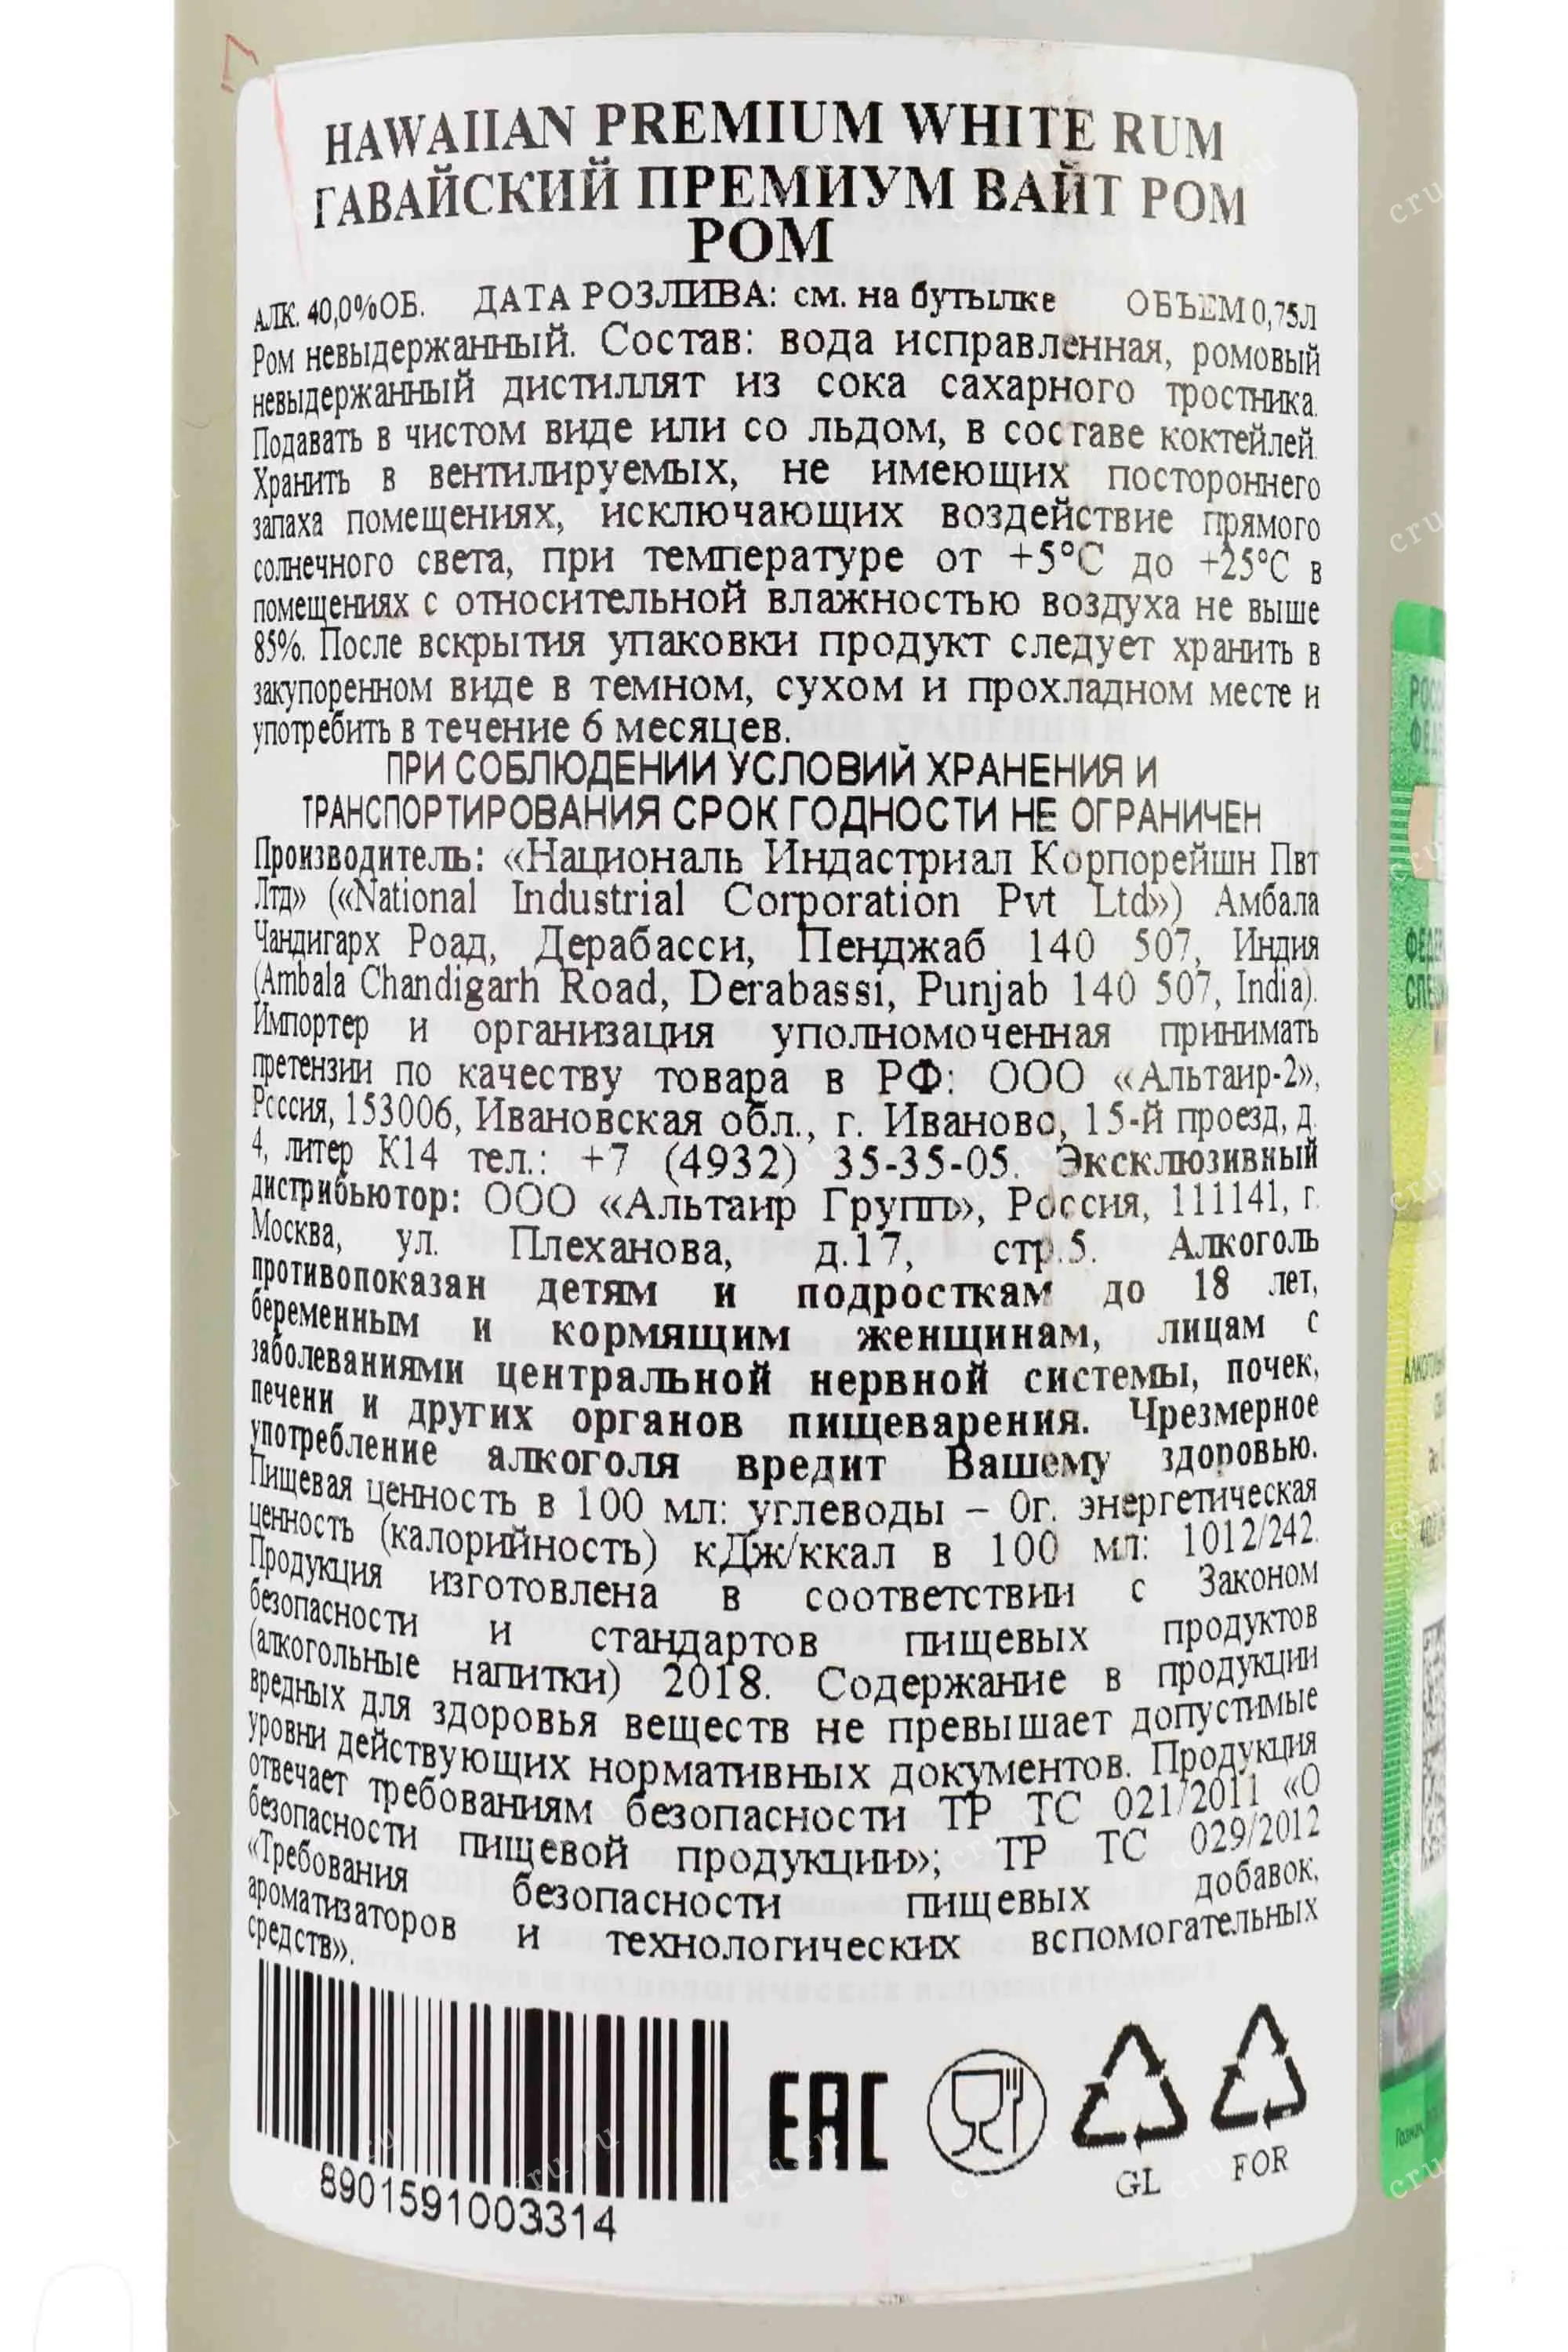 HAWAIIAN PREMIUM WHITE RUM
ГАВАЙСКИЙ ПРЕМИУМ ВАЙТ РОМ
РОМ
АЛК. 40,0%ОБ. ДАТА РОЗЛИВА: см. на бутылке ОБЪЕМ 0,75Л
Ром невыдержанный. Состав: вода исправленная, ромовый
невыдержанный дистиллят из сока сахарного тростника.
Подавать в чистом виде или со льдом, в составе коктейлей.
Хранить в вентилируемых, не имеющих постороннего
запаха помещениях, исключающих воздействие прямого
солнечного света, при температуре от +5°С до +25°С в
помещениях с относительной влажностью воздуха не выше
85%. После вскрытия упаковки продукт следует хранить в
закупоренном виде в темном, сухом и прохладном месте и
употребить в течение 6 месяцев.
ПРИ СОБЛЮДЕНИИ УСЛОВИЙ ХРАНЕНИЯ И
ТРАНСПОРТИРОВАНИЯ СРОК ГОДНОСТИ НЕ ОГРАНИЧЕН
Производитель: «Националь Индастриал Корпорейшн Пвт
Лтд» («National Industrial Corporation Pvt Ltd») Амбала
Чандигарх Роад, Дерабасси, Пенджаб 140 507, Индия
(Ambala Chandigarh Road, Derabassi, Punjab 140 507, India).
Импортер и организация уполномоченная принимать
претензии по качеству товара в РФ: ООО «Альтаир-2»,
Россия, 153006, Ивановская обл., г. Иваново, 15-й проезд, д.
4, литер К14 тел.: +7 (4932) 35-35-05. Эксклюзивный
дистрибьютор: ООО «Альтаир Групп», Россия, 111141, г.
Москва, ул. Плеханова, д.17, стр.5. Алкоголь
противопоказан детям и подросткам до 18 лет,
беременным и кормящим женщинам, лицам с
заболеваниями центральной нервной системы, почек,
печени и других органов пищеварения. Чрезмерное
употребление алкоголя вредит Вашему здоровью.
Пищевая ценность в 100 мл: углеводы – 0г. энергетическая
ценность (калорийность) кДж/ккал в 100 мл: 1012/242.
Продукция изготовлена в соответствии с Законом
безопасности и стандартов пищевых продуктов
(алкогольные напитки) 2018. Содержание в продукции
вредных для здоровья веществ не превышает допустимые
уровни действующих нормативных документов. Продукция
отвечает требованиям безопасности ТР ТС 021/2011 «О
безопасности пищевой продукции»; ТР ТС 029/2012
«Требования безопасности пищевых добавок,
ароматизаторов и технологических вспомогательных
средств».
8901591003314
EAC
GL
FOR